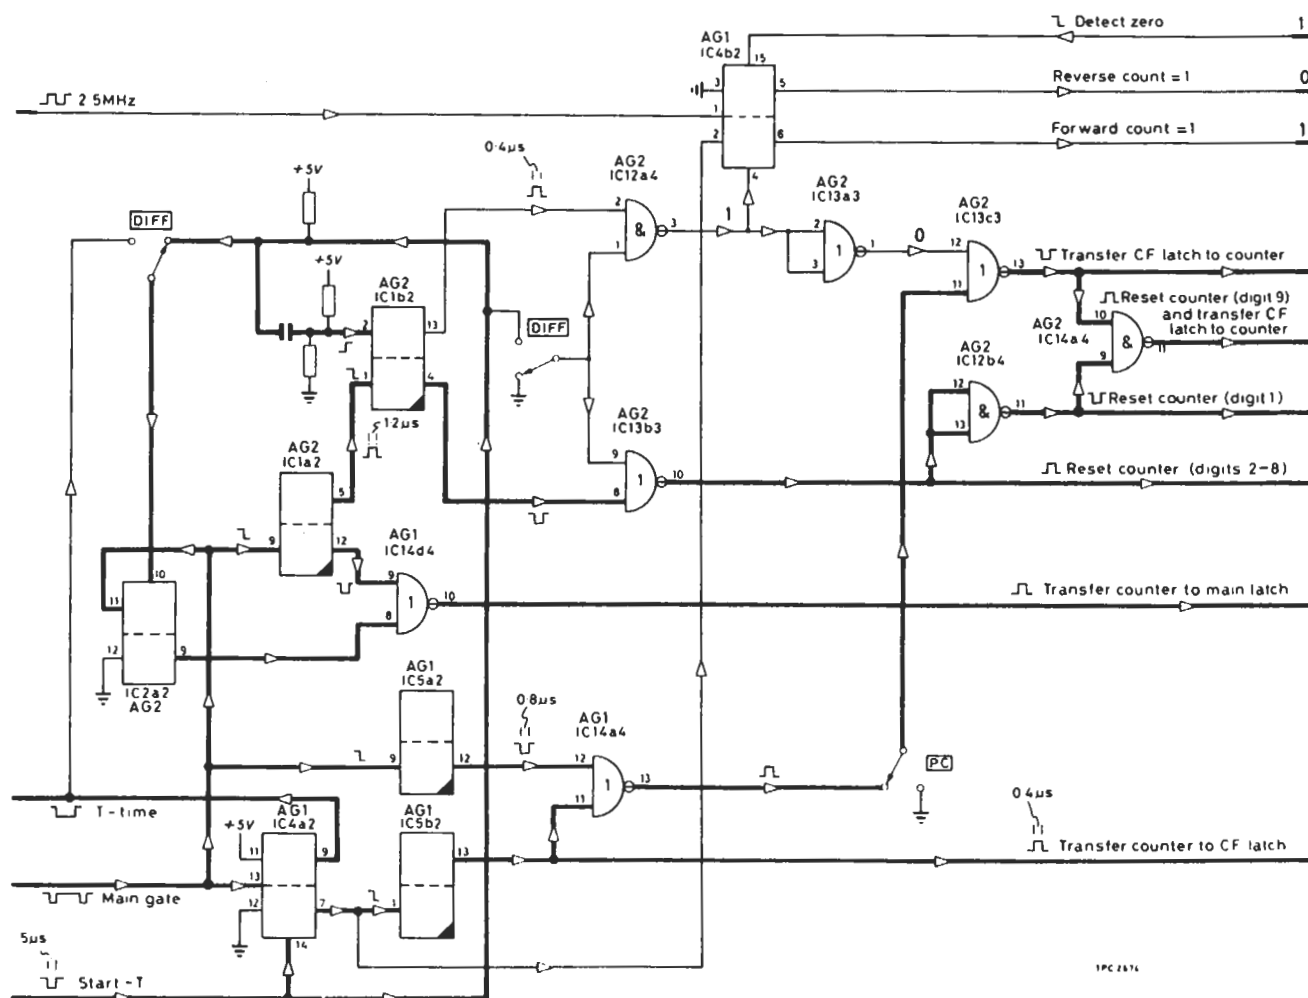 Detect zero 1
AG1
IC4b2
15
3 5
Reverse count = 1 0
2 5MHz
1
2 6
Forward count = 1 1
4
0·4µs
AG2
IC12a4
2
1
&
3
1
AG2
IC13a3
2
3
1
1
0
AG2
IC13c3
12
11
1
13
Transfer CF latch to counter
+5V
DIFF
+5V
AG2
IC1b2
2
13
1
4
DIFF
Reset counter (digit 9)
and transfer CF
latch to counter
AG2
IC14a4
10
9
&
11
AG2
IC12b4
12
13
&
11
Reset counter (digit 1)
1·2µs
AG2
IC13b3
9
8
1
10
Reset counter (digits 2-8)
AG2
IC1a2
5
9
12
AG1
IC14d4
9
8
1
10
Transfer counter to main latch
10
11
12
9
IC2a2
AG2
AG1
IC5a2
9
12
0·8µs
AG1
IC14a4
12
11
1
13
PC
T-time
AG1
IC4a2
+5V
11
9
13
12
7
14
AG1
IC5b2
1
13
0·4µs
Transfer counter to CF latch
Main gate
5µs
Start-T